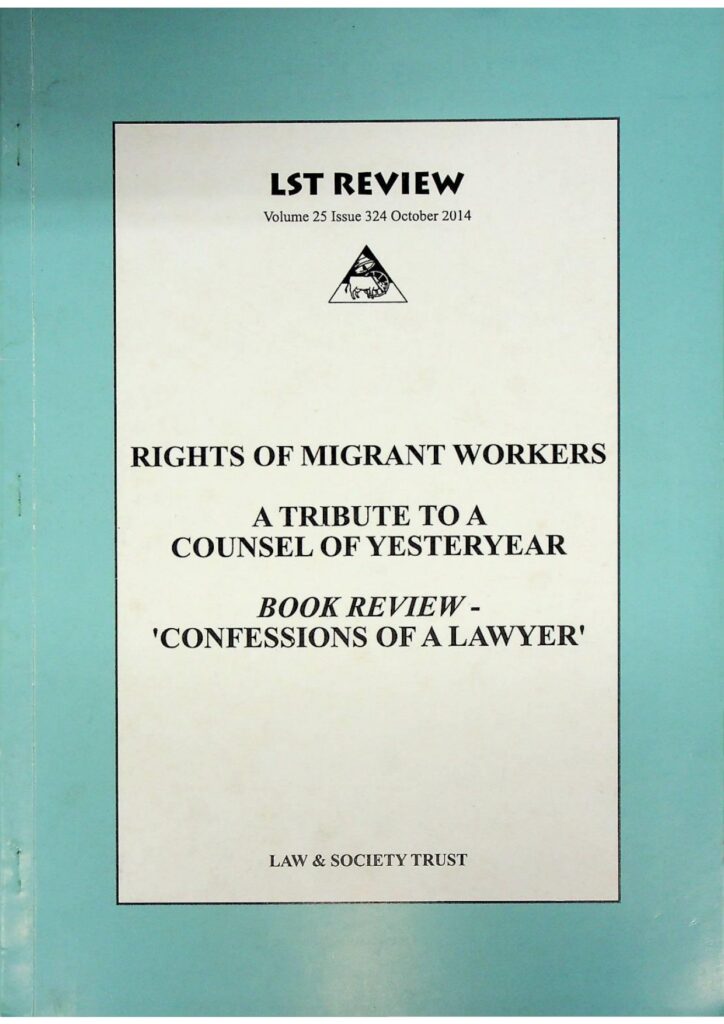 LST REVIEW
Volume 25 Issue 324 October 2014
RIGHTS OF MIGRANT WORKERS
A TRIBUTE TO A
COUNSEL OF YESTERYEAR
BOOK REVIEW -
'CONFESSIONS OF A LAWYER'
LAW & SOCIETY TRUST